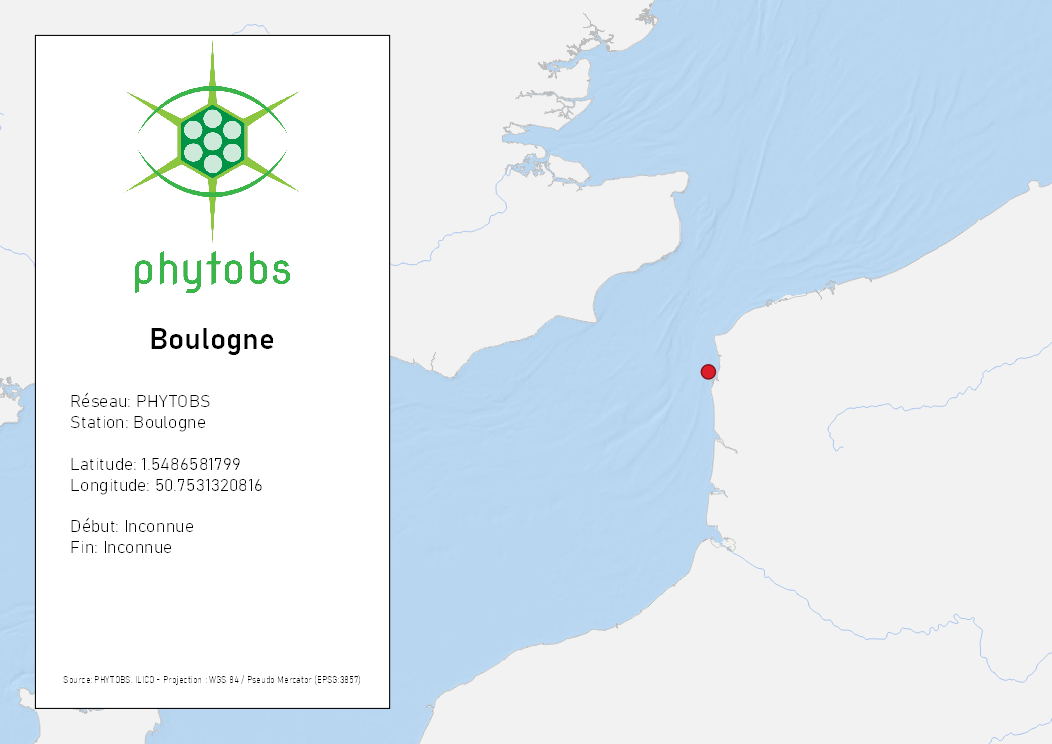 phytobs
Boulogne
Réseau: PHYTOBS
Station: Boulogne
Latitude: 1.5486581799
Longitude: 50.7531320816
Début: Inconnue
Fin: Inconnue
Source: PHYTOBS, ILICO - Projection : WGS 84 / Pseudo Mercator (EPSG:3857)